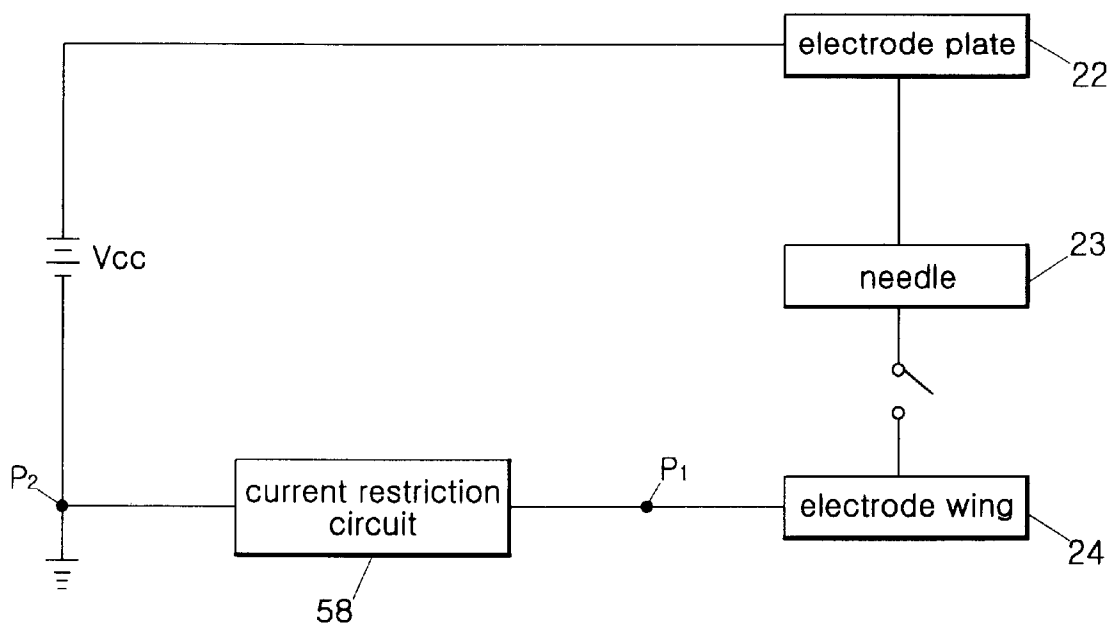 electrode plate
22
Vcc
23
needle
P2
current restriction
circuit
P1
electrode wing
24
58